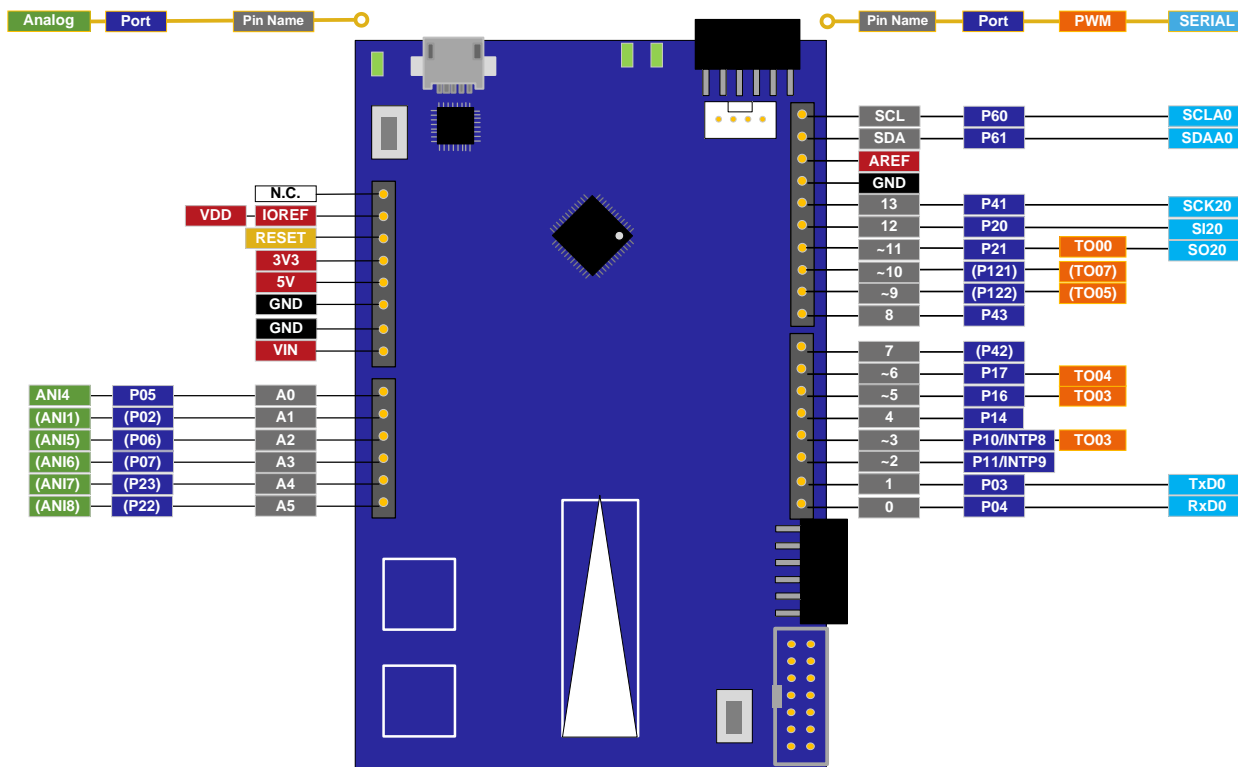 Analog Port Pin Name
Pin Name Port PWM SERIAL
N.C.
VDD IOREF
RESET
3V3
5V
GND
GND
VIN
ANI4 P05 A0
(ANI1) (P02) A1
(ANI5) (P06) A2
(ANI6) (P07) A3
(ANI7) (P23) A4
(ANI8) (P22) A5
SCL P60 SCLA0
SDA P61 SDAA0
AREF
GND
13 P41 SCK20
12 P20 SI20
~11 P21 TO00 SO20
~10 (P121) (TO07)
~9 (P122) (TO05)
8 P43
7 (P42)
~6 P17 TO04
~5 P16 TO03
4 P14
~3 P10/INTP8 TO03
~2 P11/INTP9
1 P03 TxD0
0 P04 RxD0